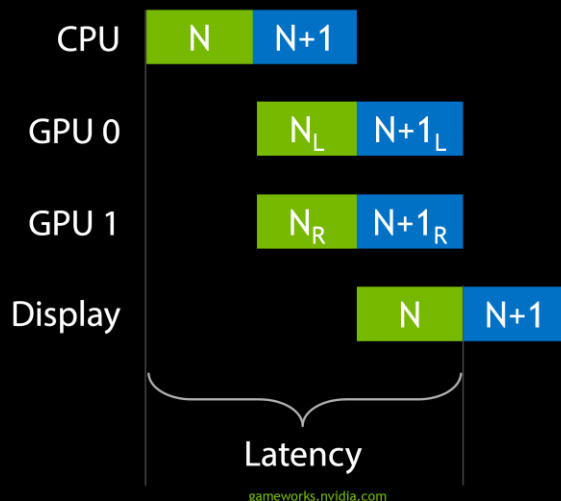 CPU N N+1
GPU 0 N_L N+1_L
GPU 1 N_R N+1_R
Display N N+1
Latency
gameworks.nvidia.com